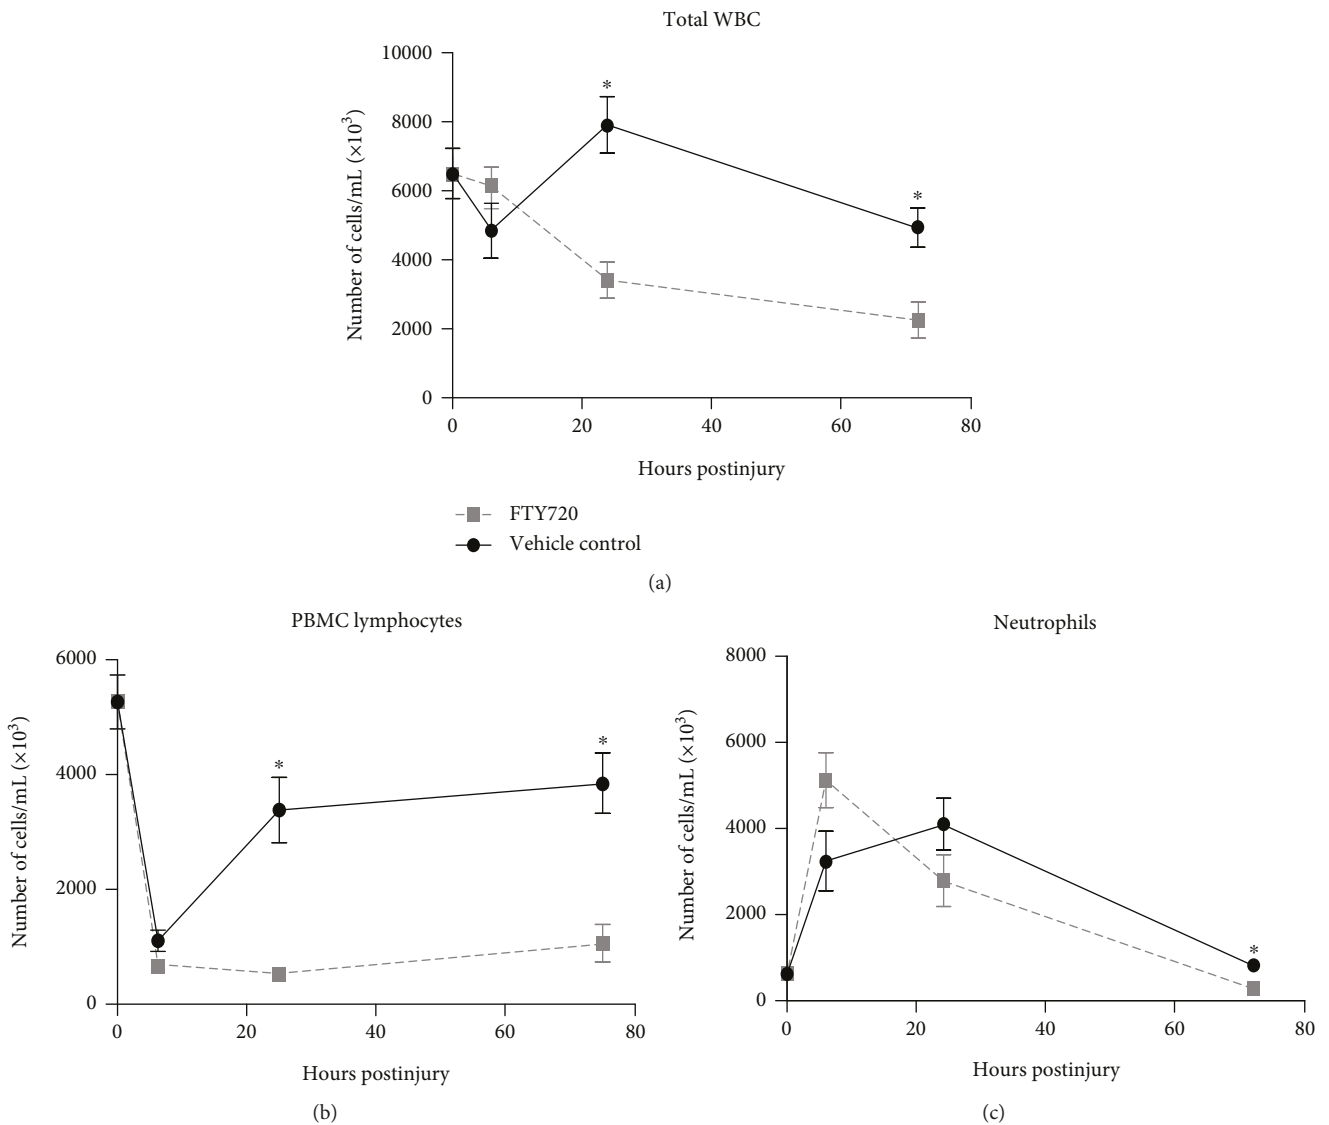 Total WBC
10000
8000
6000
4000
2000
0
Number of cells/mL (×10³)
*
*
0 20 40 60 80
Hours postinjury
FTY720
Vehicle control
(a)
PBMC lymphocytes
6000
4000
2000
0
Number of cells/mL (×10³)
*
*
0 20 40 60 80
Hours postinjury
(b)
Neutrophils
8000
6000
4000
2000
0
Number of cells/mL (×10³)
*
0 20 40 60 80
Hours postinjury
(c)